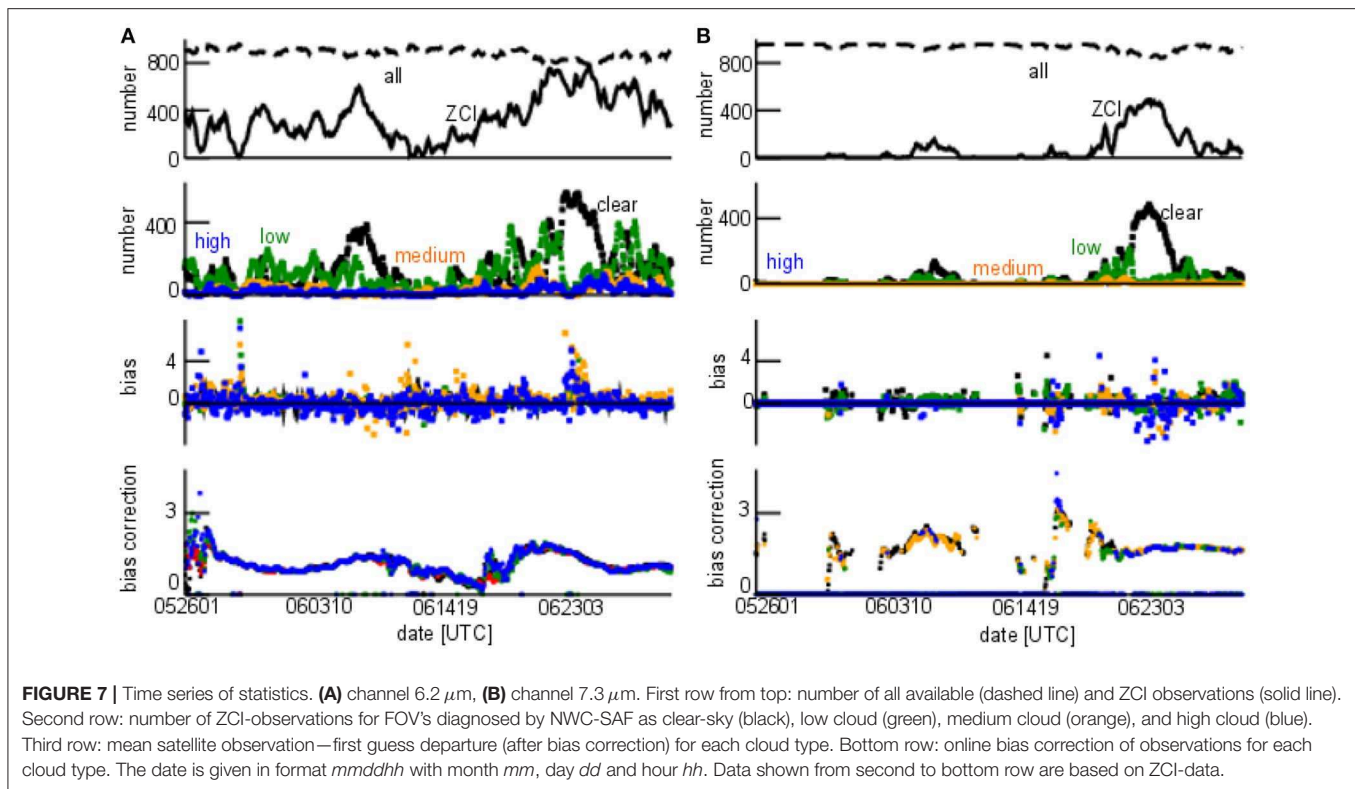 A
B
800
400
0
number
all
ZCI
800
400
0
number
all
ZCI
400
0
number
high
low
medium
clear
400
0
number
high
medium
low
clear
4
0
bias
4
0
bias
3
0
bias correction
052601 060310 061419 062303
date [UTC]
3
0
bias correction
052601 060310 061419 062303
date [UTC]
FIGURE 7 | Time series of statistics. (A) channel 6.2 μm, (B) channel 7.3 μm. First row from top: number of all available (dashed line) and ZCI observations (solid line).
Second row: number of ZCI-observations for FOV's diagnosed by NWC-SAF as clear-sky (black), low cloud (green), medium cloud (orange), and high cloud (blue).
Third row: mean satellite observation—first guess departure (after bias correction) for each cloud type. Bottom row: online bias correction of observations for each
cloud type. The date is given in format mmddhh with month mm, day dd and hour hh. Data shown from second to bottom row are based on ZCI-data.